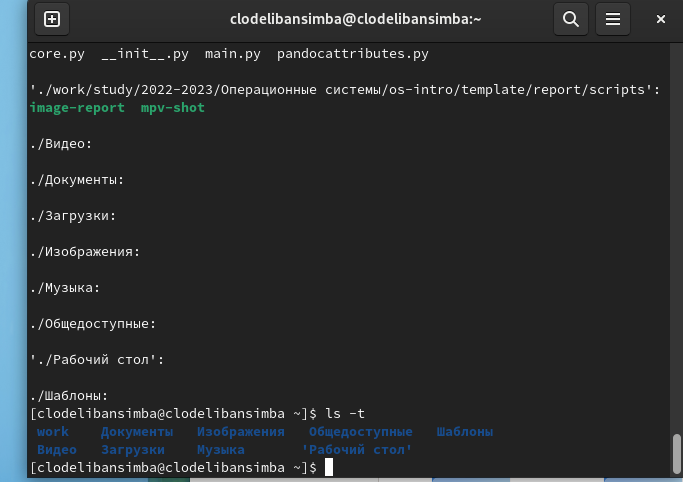 clodelibansimba@clodelibansimba:~
core.py  __init__.py  main.py  pandocattributes.py
'./work/study/2022-2023/Операционные системы/os-intro/template/report/scripts':
image-report  mpv-shot
./Видео:
./Документы:
./Загрузки:
./Изображения:
./Музыка:
./Общедоступные:
'./Рабочий стол':
./Шаблоны:
[clodelibansimba@clodelibansimba ~]$ ls -t
work    Документы   Изображения   Общедоступные   Шаблоны
Видео   Загрузки    Музыка       'Рабочий стол'
[clodelibansimba@clodelibansimba ~]$